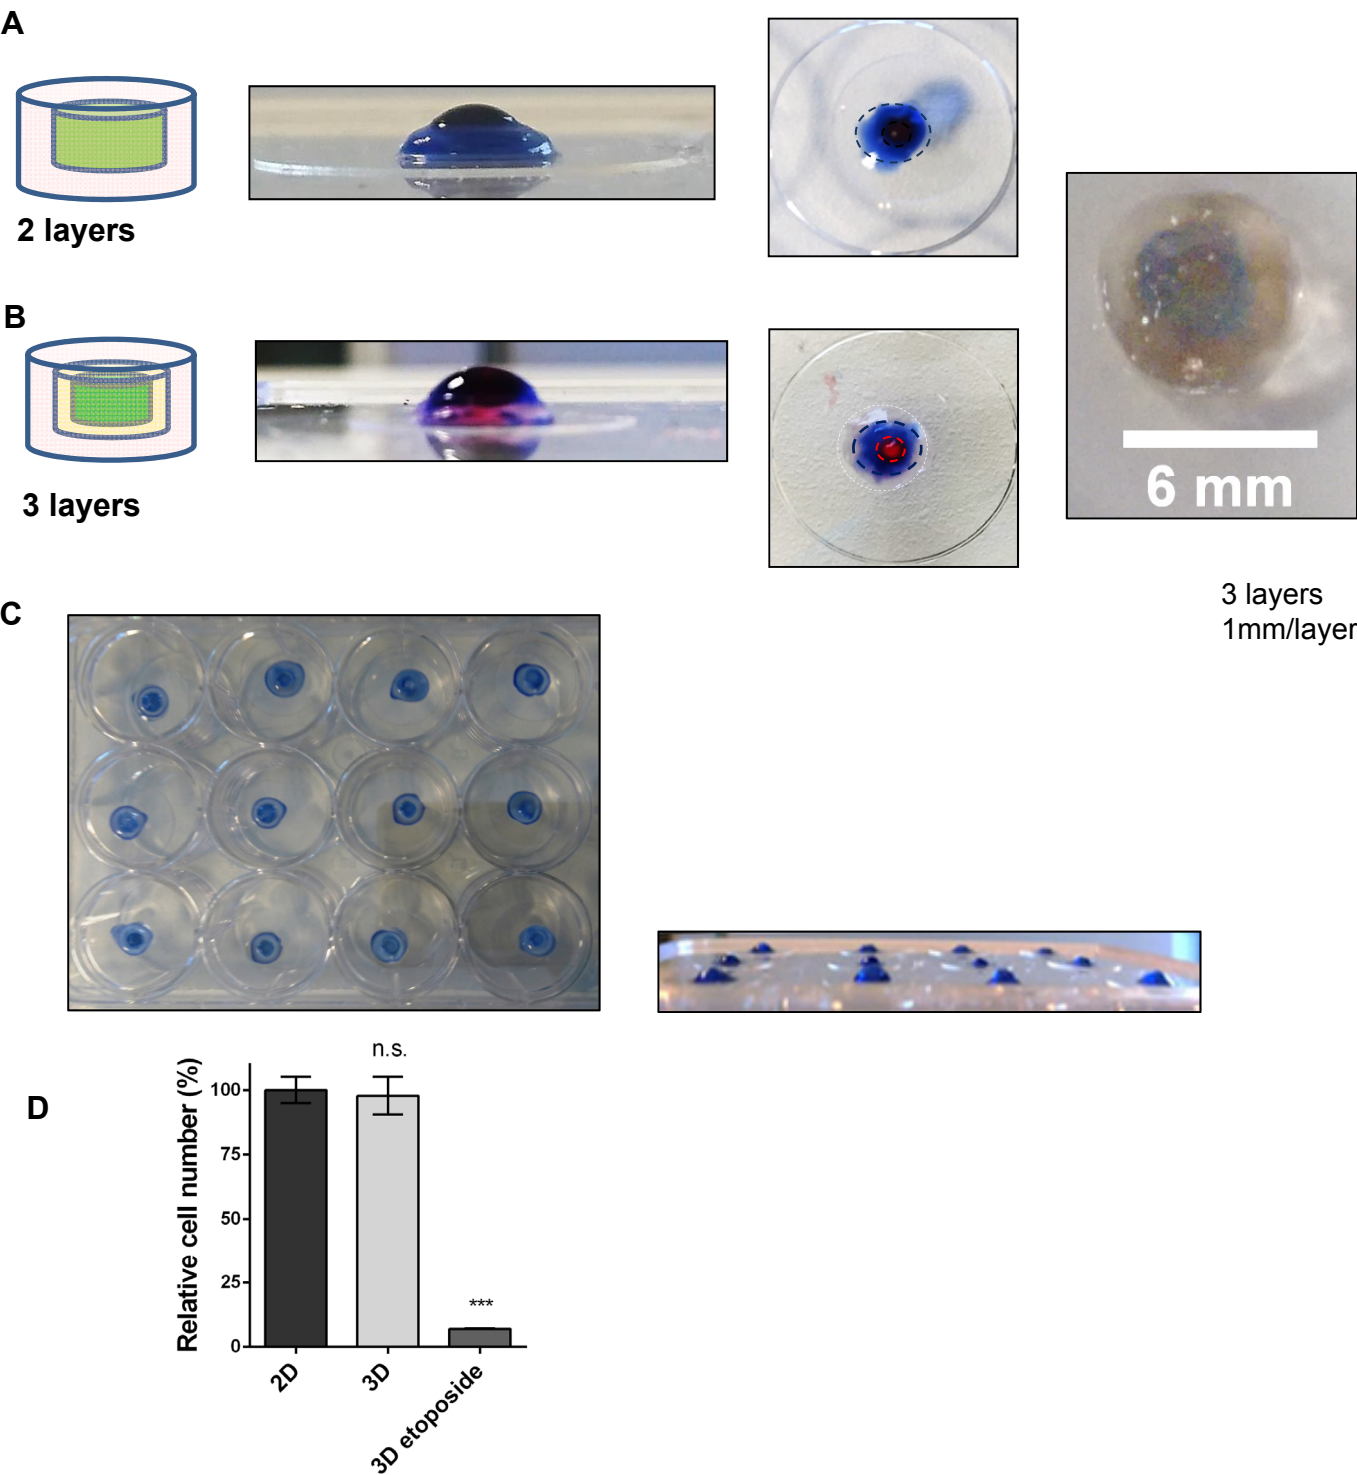 A
2 layers
B
3 layers
6 mm
3 layers
1mm/layer
C
D
n.s.
Relative cell number (%)
100
75
50
25
0
***
2D
3D
3D etoposide